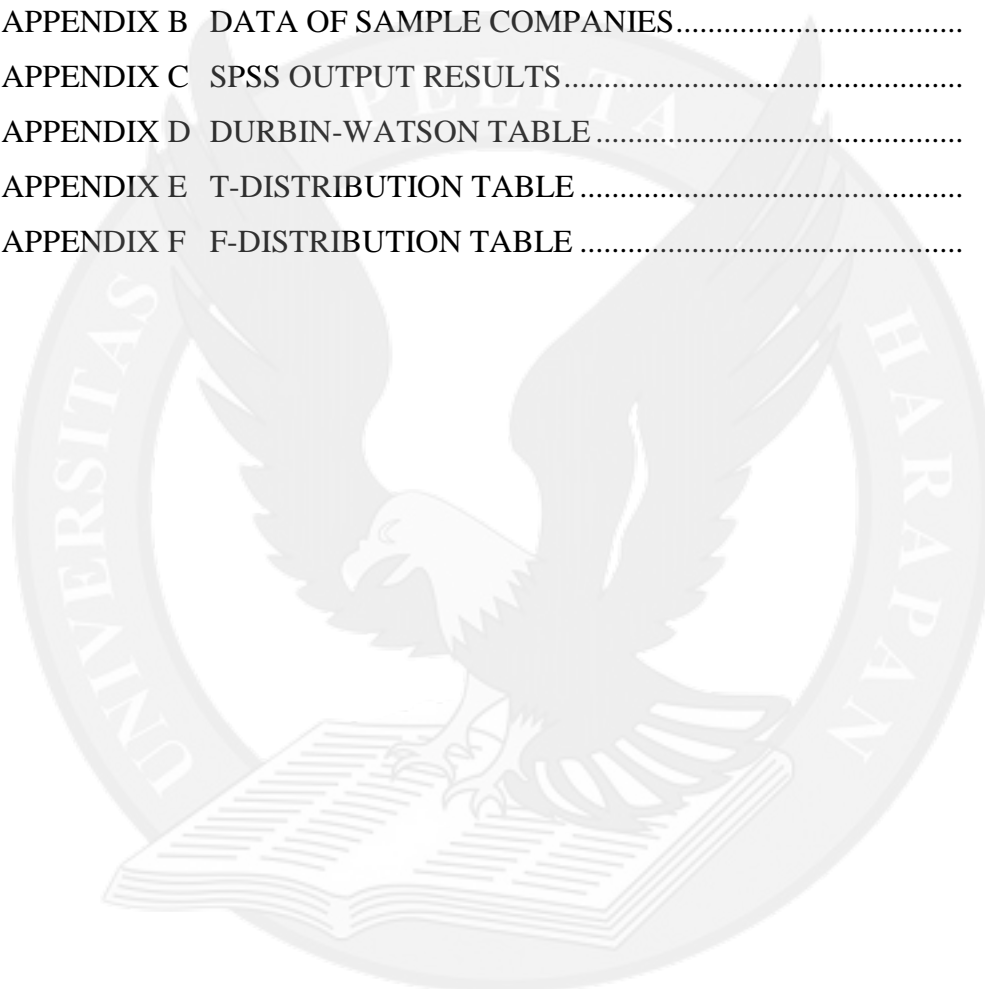 APPENDIX B DATA OF SAMPLE COMPANIES....................................
APPENDIX C SPSS OUTPUT RESULTS..................................................
APPENDIX D DURBIN-WATSON TABLE..............................................
APPENDIX E T-DISTRIBUTION TABLE................................................
APPENDIX F F-DISTRIBUTION TABLE................................................
UNIVERSITAS PELITA HARAPAN